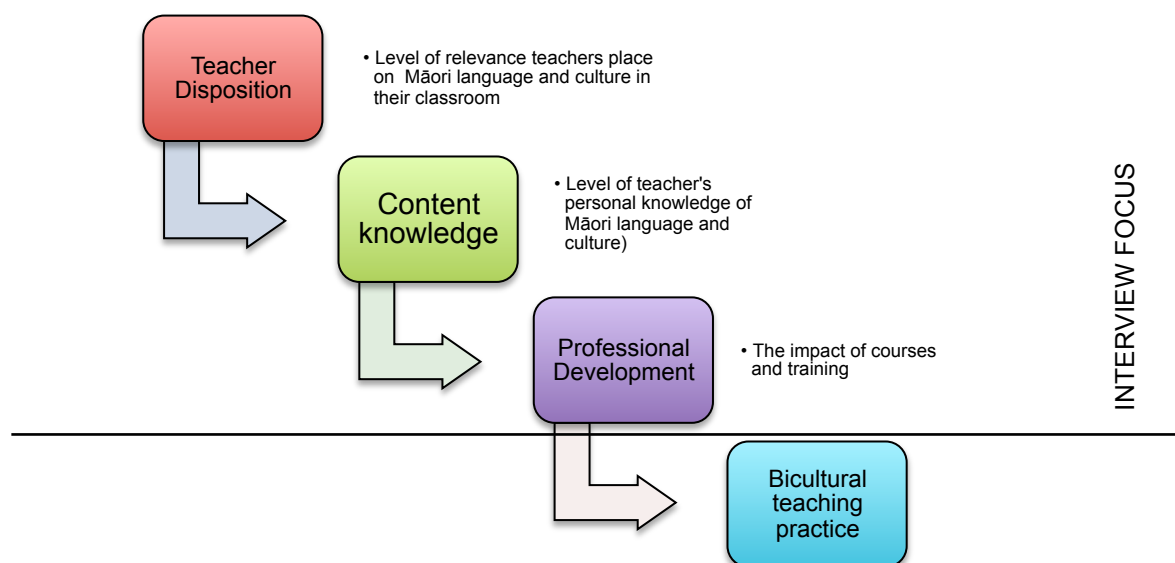 Teacher
Disposition
• Level of relevance teachers place
on Māori language and culture in
their classroom
Content
knowledge
• Level of teacher's
personal knowledge of
Māori language and
culture)
Professional
Development
• The impact of courses
and training
INTERVIEW FOCUS
Bicultural
teaching
practice